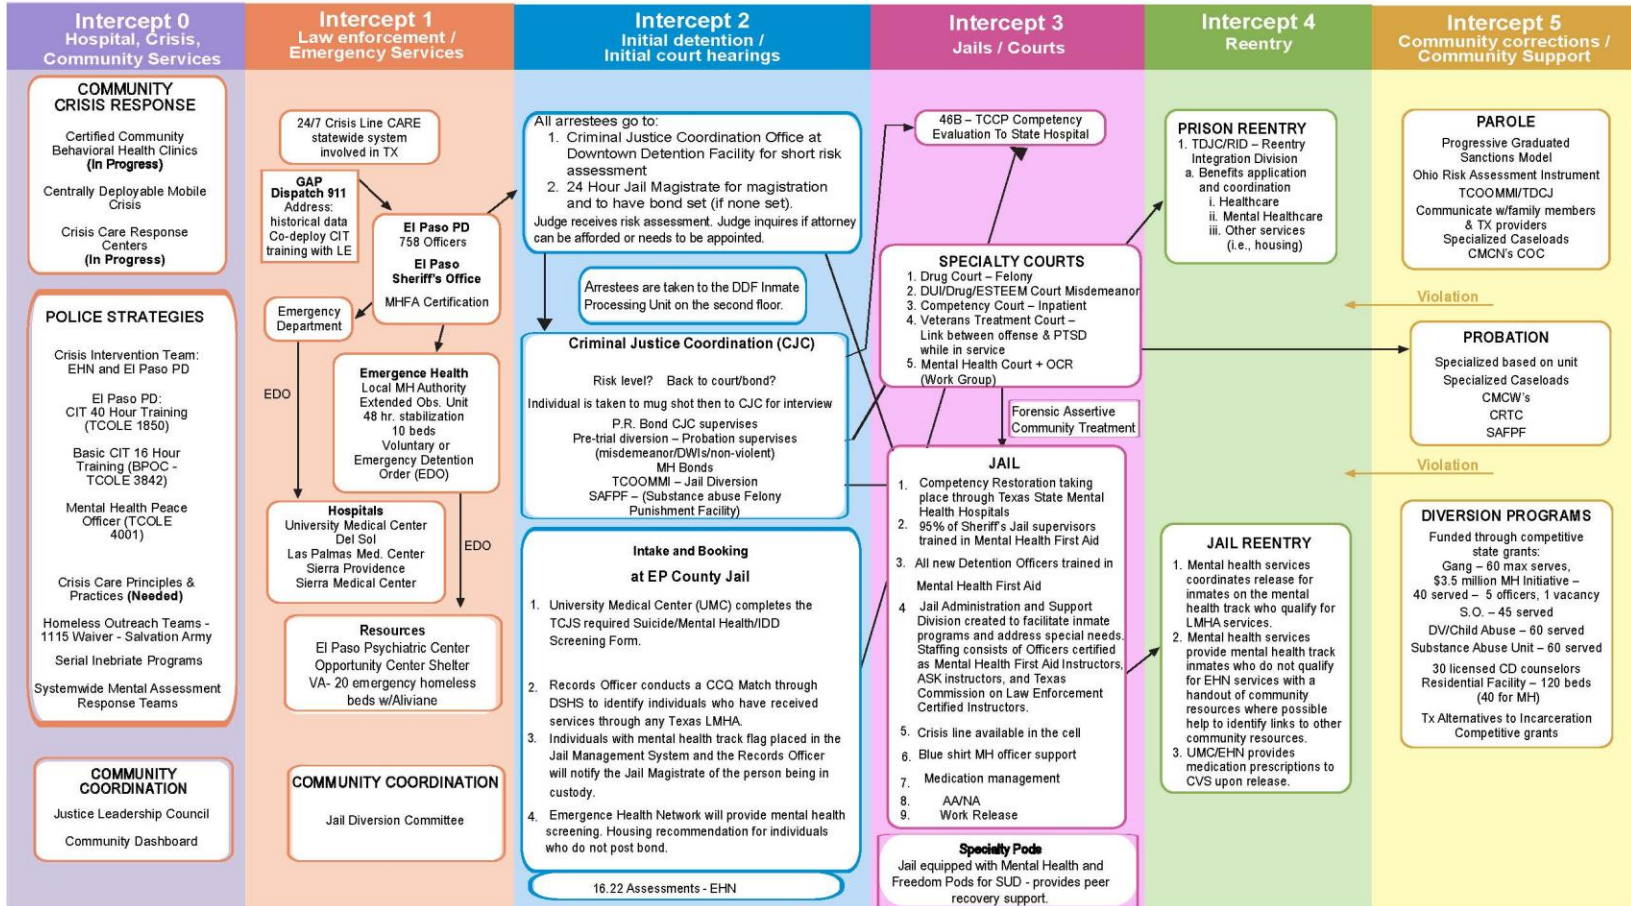 Intercept 0
Hospital, Crisis,
Community Services
COMMUNITY
CRISIS RESPONSE
Certified Community
Behavioral Health Clinics
(In Progress)
Centrally Deployable Mobile
Crisis
Crisis Care Response
Centers
(In Progress)
POLICE STRATEGIES
Crisis Intervention Team:
EHN and El Paso PD
El Paso PD:
CIT 40 Hour Training
(TCOLE 1850)
Basic CIT 16 Hour
Training (BPOC -
TCOLE 3842)
Mental Health Peace
Officer (TCOLE
4001)
Crisis Care Principles &
Practices (Needed)
Homeless Outreach Teams -
1115 Waiver - Salvation Army
Serial Inebriate Programs
Systemwide Mental Assessment
Response Teams
COMMUNITY
COORDINATION
Justice Leadership Council
Community Dashboard
Intercept 1
Law enforcement /
Emergency Services
24/7 Crisis Line CARE
statewide system
involved in TX
GAP
Dispatch 911
Address:
historical data
Co-deploy CIT
training with LE
El Paso PD
758 Officers
El Paso
Sheriff's Office
MHFA Certification
Emergency
Department
EDO
Emergence Health
Local MH Authority
Extended Obs. Unit
48 hr. stabilization
10 beds
Voluntary or
Emergency Detention
Order (EDO)
EDO
Hospitals
University Medical Center
Del Sol
Las Palmas Med. Center
Sierra Providence
Sierra Medical Center
Resources
El Paso Psychiatric Center
Opportunity Center Shelter
VA- 20 emergency homeless
beds w/Aliviane
COMMUNITY COORDINATION
Jail Diversion Committee
Intercept 2
Initial detention /
Initial court hearings
All arrestees go to:
1. Criminal Justice Coordination Office at
Downtown Detention Facility for short risk
assessment
2. 24 Hour Jail Magistrate for magistration
and to have bond set (if none set).
Judge receives risk assessment. Judge inquires if attorney
can be afforded or needs to be appointed.
Arrestees are taken to the DDF Inmate
Processing Unit on the second floor.
Criminal Justice Coordination (CJC)
Risk level? Back to court/bond?
Individual is taken to mug shot then to CJC for interview
P.R. Bond CJC supervises
Pre-trial diversion – Probation supervises
(misdemeanor/DWIs/non-violent)
MH Bonds
TCOOMMI – Jail Diversion
SAFPF – (Substance abuse Felony
Punishment Facility)
Intake and Booking
at EP County Jail
1. University Medical Center (UMC) completes the
TCJS required Suicide/Mental Health/IDD
Screening Form.
2. Records Officer conducts a CCQ Match through
DSHS to identify individuals who have received
services through any Texas LMHA.
3. Individuals with mental health track flag placed in
the Jail Management System and the Records Officer
will notify the Jail Magistrate of the person being in
custody.
4. Emergence Health Network will provide mental health
screening. Housing recommendation for individuals
who do not post bond.
16.22 Assessments - EHN
Intercept 3
Jails / Courts
46B – TCCP Competency
Evaluation To State Hospital
SPECIALTY COURTS
1. Drug Court – Felony
2. DUI/Drug/ESTEEM Court Misdemeanor
3. Competency Court – Inpatient
4. Veterans Treatment Court –
Link between offense & PTSD
while in service
5. Mental Health Court + OCR
(Work Group)
Forensic Assertive
Community Treatment
JAIL
1. Competency Restoration taking
place through Texas State Mental
Health Hospitals
2. 95% of Sheriff's Jail supervisors
trained in Mental Health First Aid
3. All new Detention Officers trained in
Mental Health First Aid
4 Jail Administration and Support
Division created to facilitate inmate
programs and address special needs.
Staffing consists of Officers certified
as Mental Health First Aid Instructors,
ASK instructors, and Texas
Commission on Law Enforcement
Certified Instructors.
5. Crisis line available in the cell
6. Blue shirt MH officer support
7. Medication management
8. AA/NA
9. Work Release
Specialty Pods
Jail equipped with Mental Health and
Freedom Pods for SUD - provides peer
recovery support.
Intercept 4
Reentry
PRISON REENTRY
1. TDJC/RID – Reentry
Integration Division
a. Benefits application
and coordination
i. Healthcare
ii. Mental Healthcare
iii. Other services
(i.e., housing)
JAIL REENTRY
1. Mental health services
coordinates release for
inmates on the mental
health track who qualify for
LMHA services.
2. Mental health services
provide mental health track
inmates who do not qualify
for EHN services with a
handout of community
resources where possible
help to identify links to other
community resources.
3. UMC/EHN provides
medication prescriptions to
CVS upon release.
Intercept 5
Community corrections /
Community Support
PAROLE
Progressive Graduated
Sanctions Model
Ohio Risk Assessment Instrument
TCOOMMI/TDCJ
Communicate w/family members
& TX providers
Specialized Caseloads
CMCN's COC
Violation
PROBATION
Specialized based on unit
Specialized Caseloads
CMCW's
CRTC
SAFPF
Violation
DIVERSION PROGRAMS
Funded through competitive
state grants:
Gang – 60 max serves,
$3.5 million MH Initiative –
40 served – 5 officers, 1 vacancy
S.O. – 45 served
DV/Child Abuse – 60 served
Substance Abuse Unit – 60 served
30 licensed CD counselors
Residential Facility – 120 beds
(40 for MH)
Tx Alternatives to Incarceration
Competitive grants